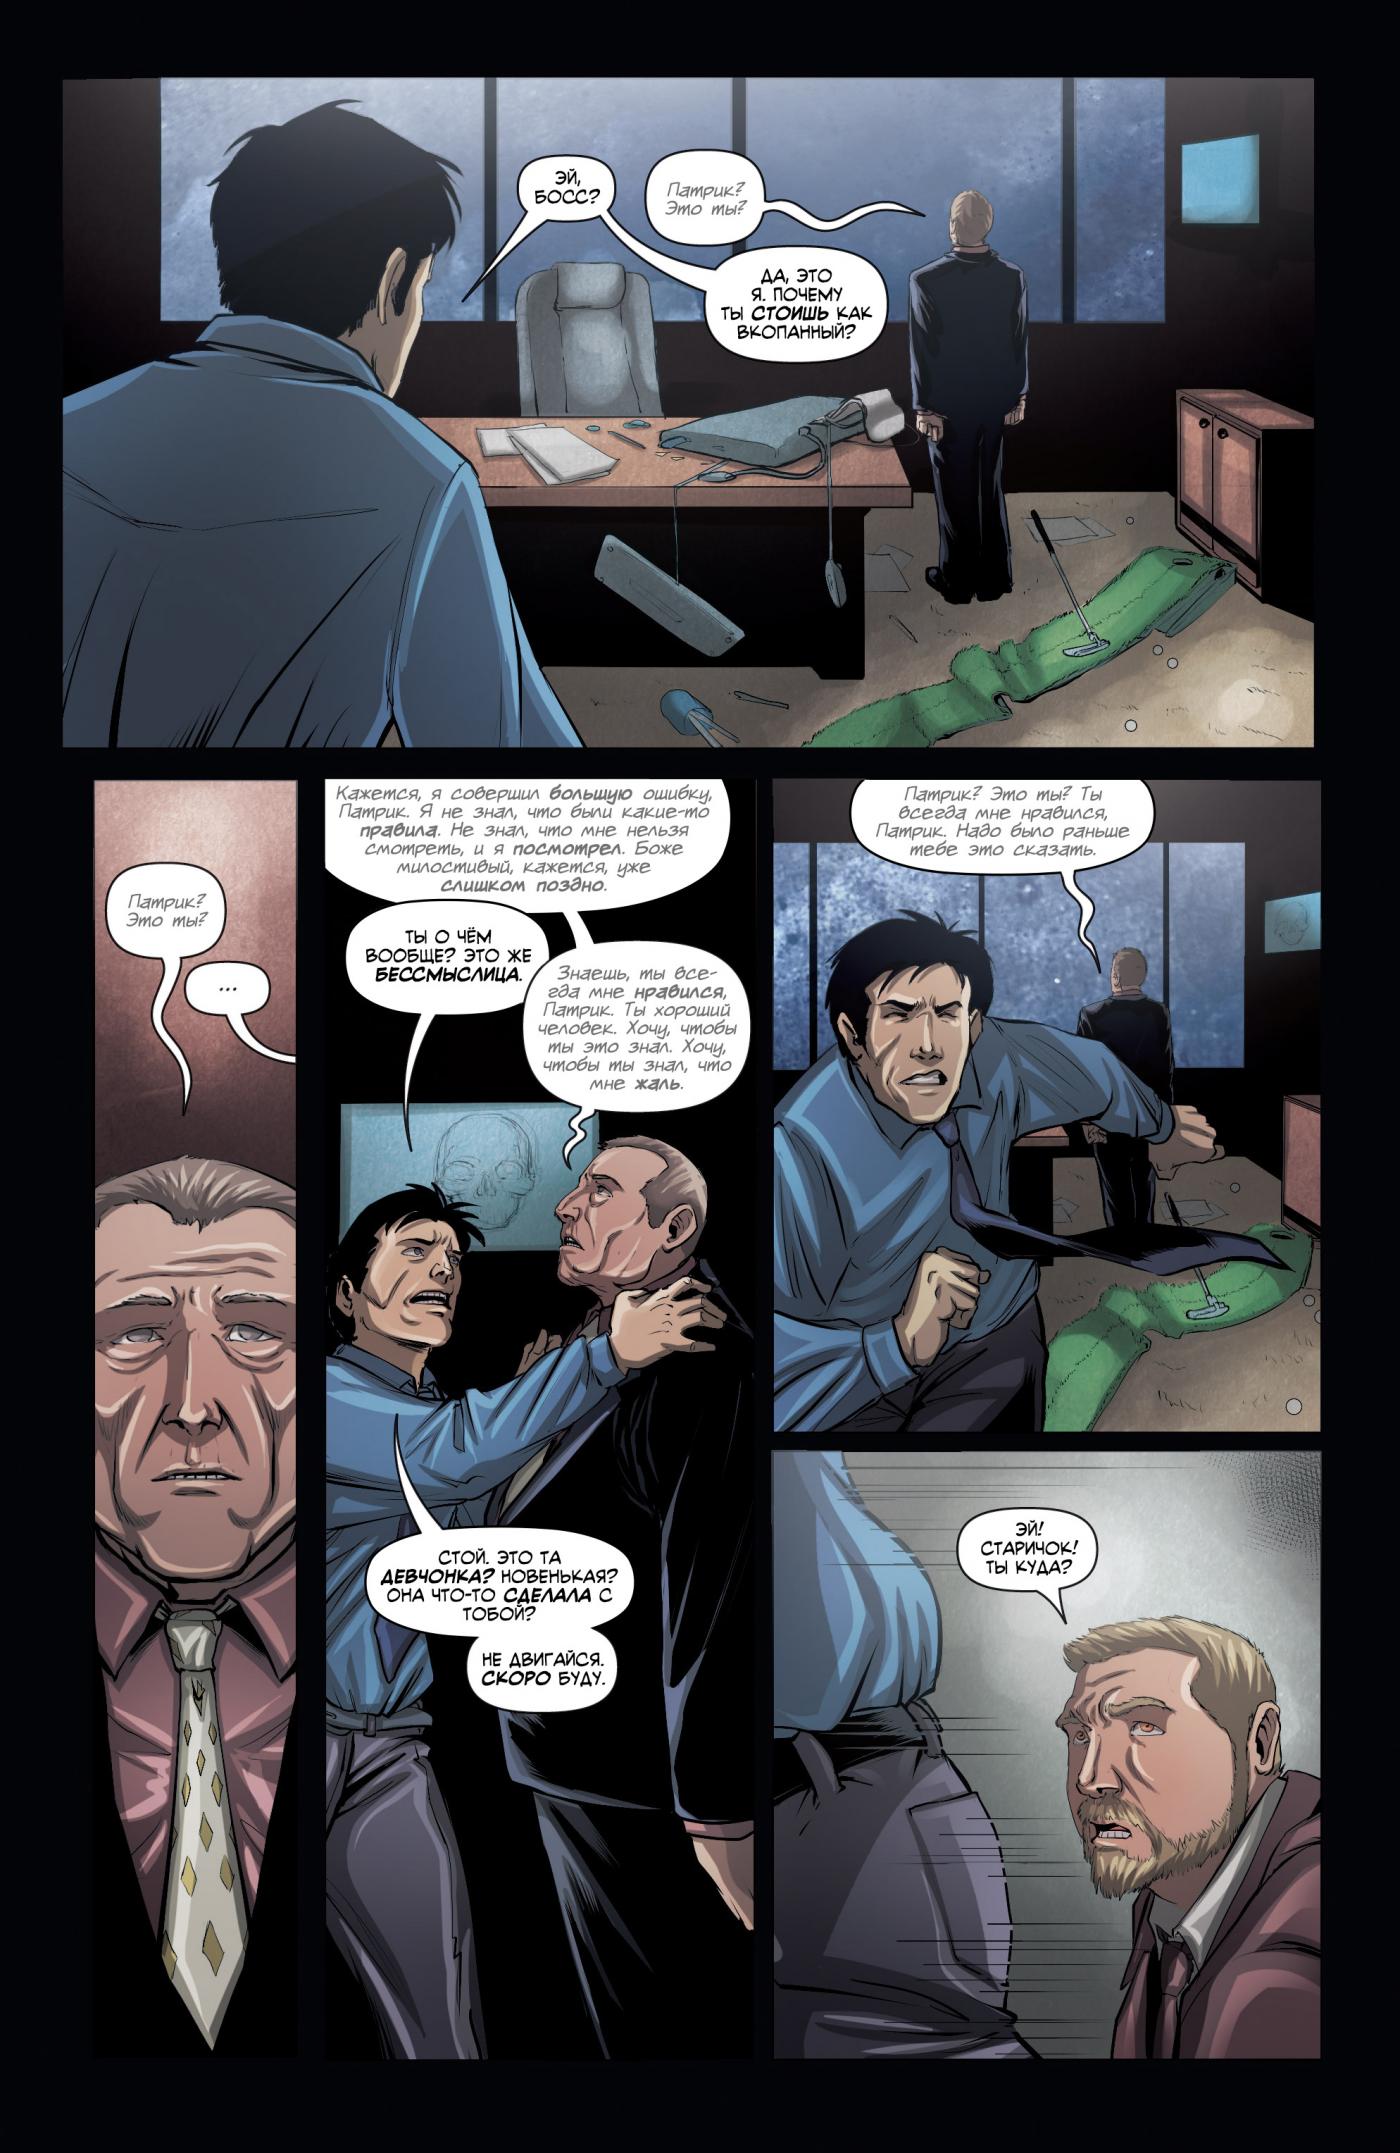 ЭЙ,
БОСС?
Патрик?
Это ты?
ДА, ЭТО
Я. ПОЧЕМУ
ТЫ СТОИШЬ КАК
ВКОПАННЫЙ?
Патрик?
Это ты?
...
Кажется, я совершил большую ошибку,
Патрик. Я не знал, что были какие-то
правила. Не знал, что мне нельзя
смотреть, и я посмотрел. Боже
милостивый, кажется, уже
слишком поздно.
ТЫ О ЧЁМ
ВООБЩЕ? ЭТО ЖЕ
БЕССМЫСЛИЦА.
Знаешь, ты все-
гда мне нравился,
Патрик. Ты хороший
человек. Хочу, чтобы
ты это знал. Хочу,
чтобы ты знал, что
мне жаль.
СТОЙ. ЭТО ТА
ДЕВЧОНКА? НОВЕНЬКАЯ?
ОНА ЧТО-ТО СДЕЛАЛА С
ТОБОЙ?
НЕ ДВИГАЙСЯ.
СКОРО БУДУ.
Патрик? Это ты? Ты
всегда мне нравился,
Патрик. Надо было раньше
тебе это сказать.
ЭЙ!
СТАРИЧОК!
ТЫ КУДА?